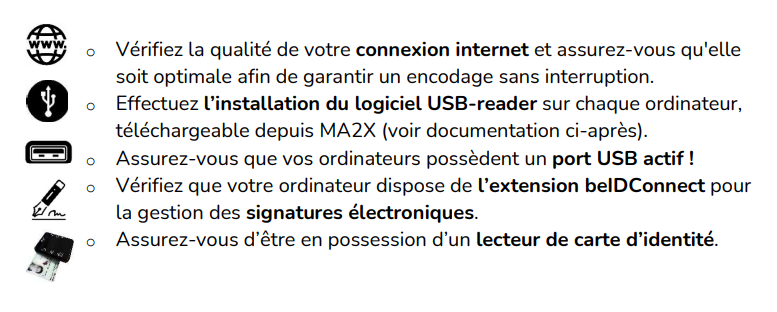 www.
○ Vérifiez la qualité de votre connexion internet et assurez-vous qu'elle
soit optimale afin de garantir un encodage sans interruption.
○ Effectuez l’installation du logiciel USB-reader sur chaque ordinateur,
téléchargeable depuis MA2X (voir documentation ci-après).
○ Assurez-vous que vos ordinateurs possèdent un port USB actif !
○ Vérifiez que votre ordinateur dispose de l’extension beIDConnect pour
la gestion des signatures électroniques.
○ Assurez-vous d’être en possession d’un lecteur de carte d’identité.